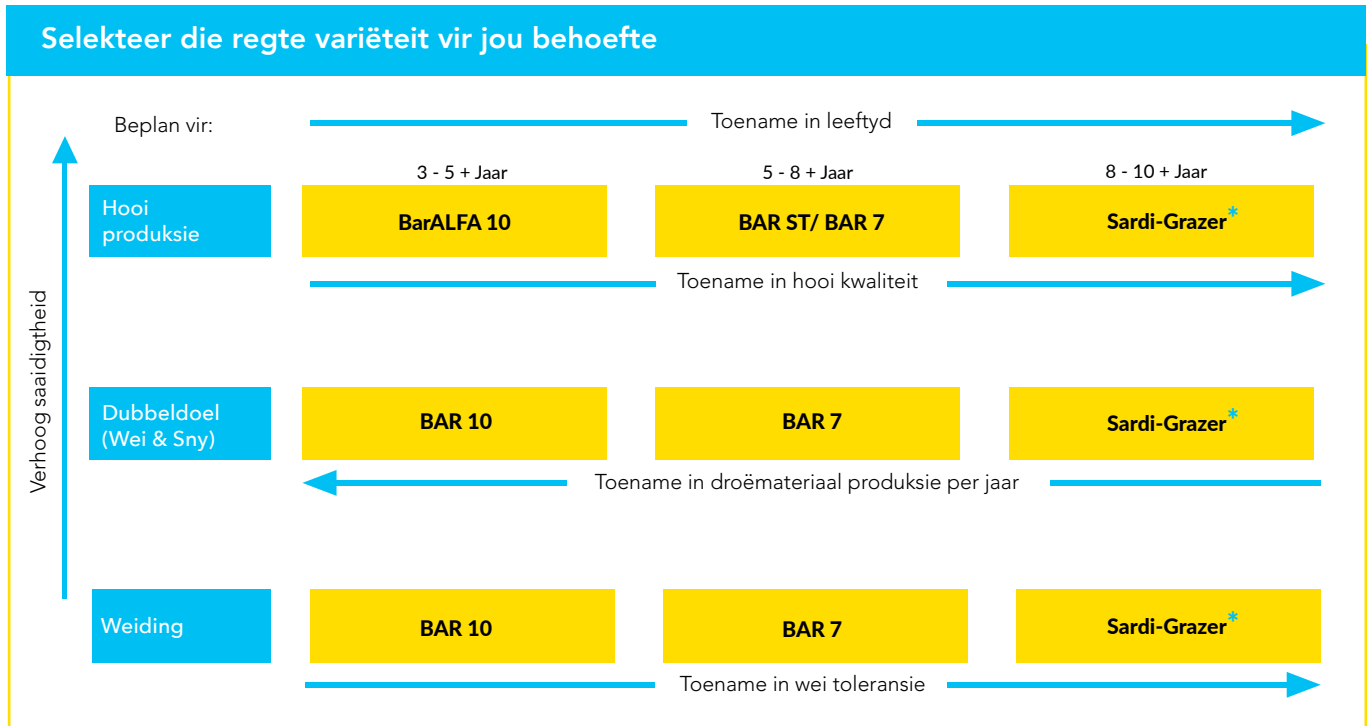 Selekteer die regte variëteit vir jou behoefte
Beplan vir:
Toename in leeftyd
3 - 5 + Jaar
5 - 8 + Jaar
8 - 10 + Jaar
Hooi
produksie
BarALFA 10
BAR ST/ BAR 7
Sardi-Grazer*
Toename in hooi kwaliteit
Verhoog saaidigtheid
Dubbeldoel
(Wei & Sny)
BAR 10
BAR 7
Sardi-Grazer*
Toename in droëmateriaal produksie per jaar
Weiding
BAR 10
BAR 7
Sardi-Grazer*
Toename in wei toleransie